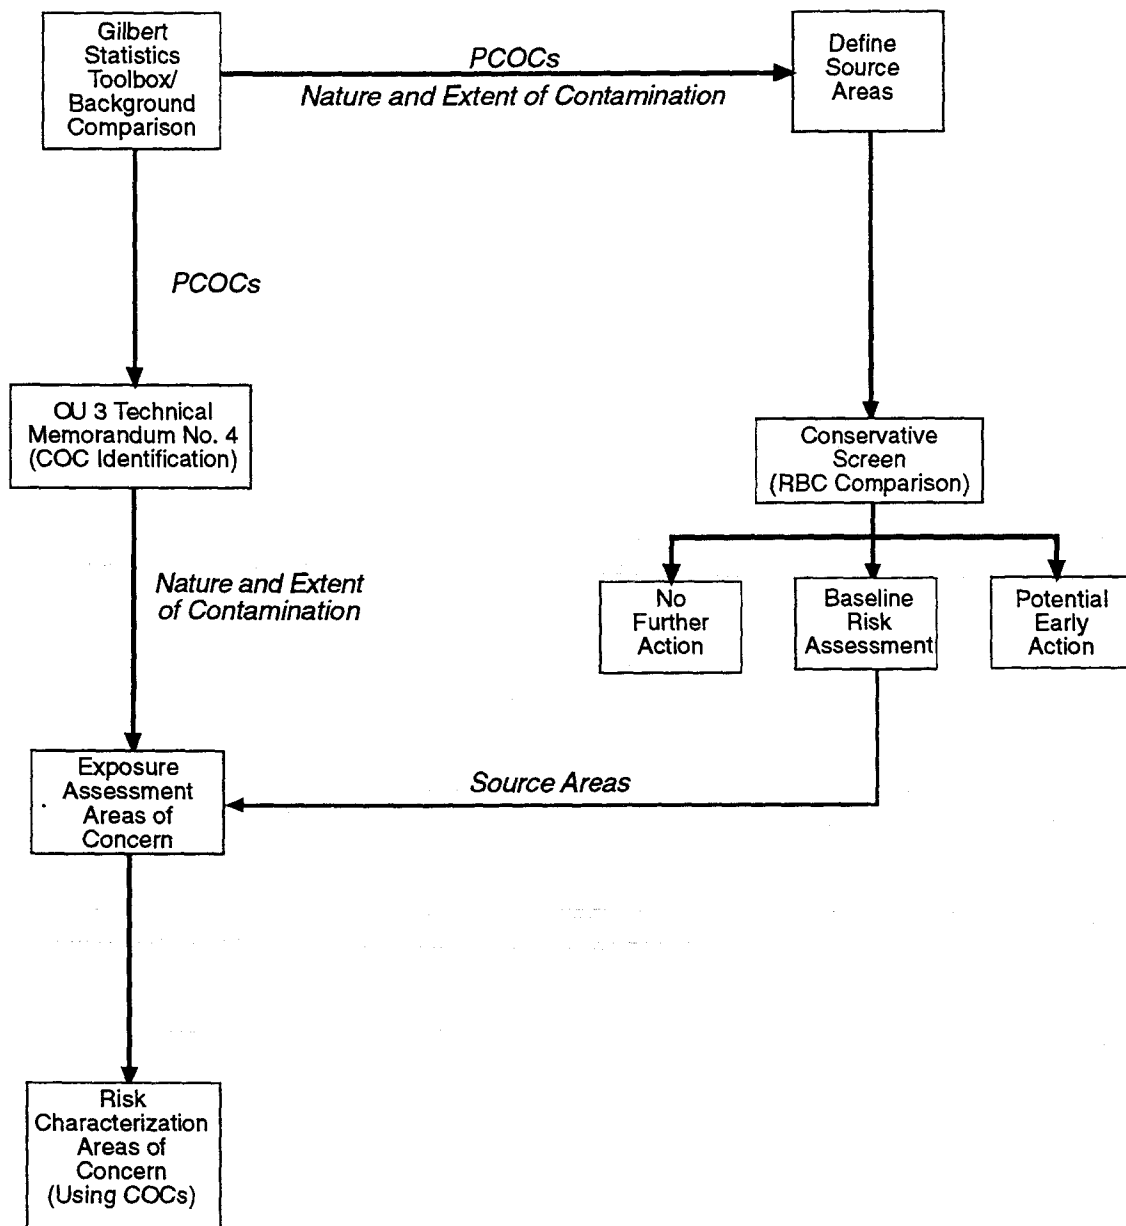 Gilbert
Statistics
Toolbox/
Background
Comparison
PCOCs
Nature and Extent of Contamination
Define
Source
Areas
PCOCs
OU 3 Technical
Memorandum No. 4
(COC Identification)
Conservative
Screen
(RBC Comparison)
Nature and Extent
of Contamination
No
Further
Action
Baseline
Risk
Assessment
Potential
Early
Action
Exposure
Assessment
Areas of
Concern
Source Areas
Risk
Characterization
Areas of
Concern
(Using COCs)